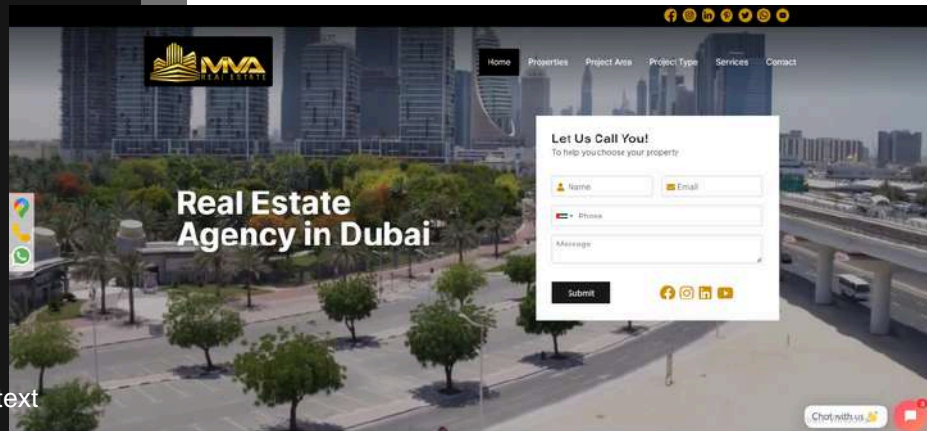 MVA
REAL ESTATE
Home Properties Project Area Project Type Services Contact
Let Us Call You!
To help you choose your property
Name Email
Phone
Message
Submit
Real Estate
Agency in Dubai
text
Chat with us